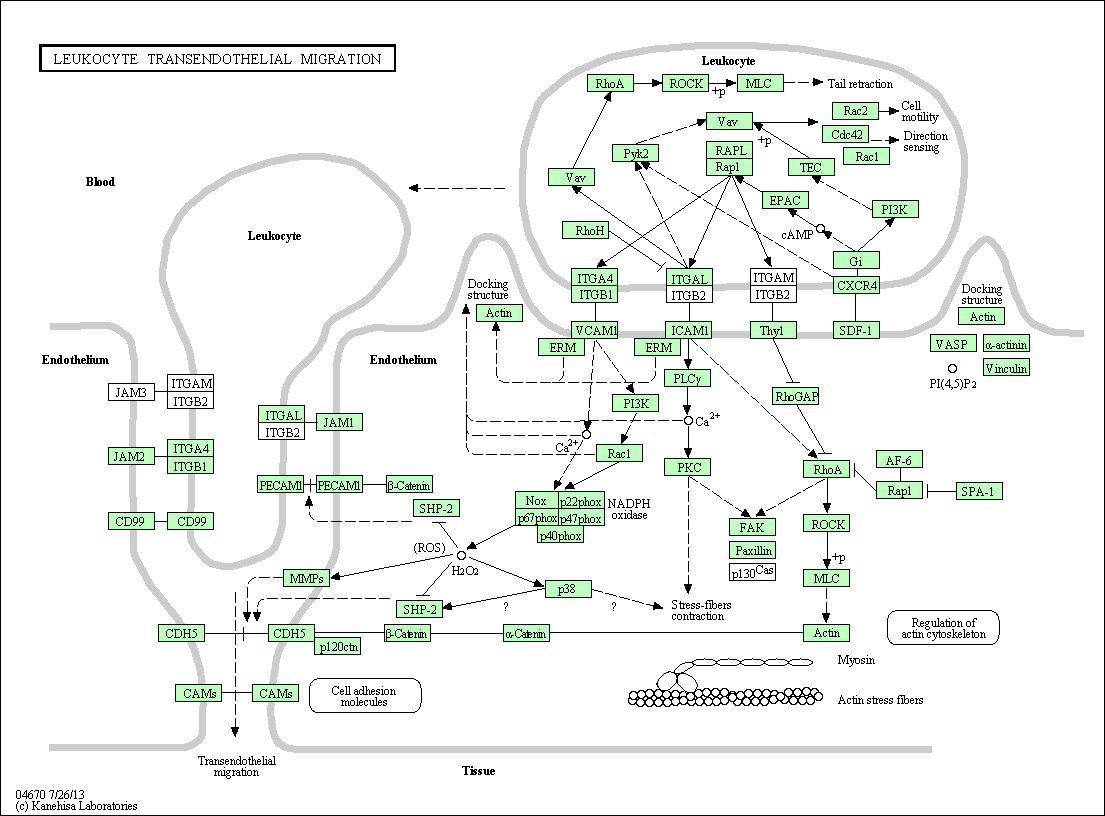 LEUKOCYTE TRANSENDOTHELIAL MIGRATION
Leukocyte
RhoA
ROCK
+p
MLC
Tail retraction
Vav
+p
Rac2
Cell
motility
Cdc42
Direction
sensing
Rac1
Pyk2
RAPL
Rap1
TEC
Vav
EPAC
PI3K
cAMP
RhoH
Gi
Blood
Leukocyte
ITGA4
ITGB1
ITGAL
ITGB2
ITGAM
ITGB2
CXCR4
Docking
structure
Actin
VCAM1
ICAM1
Thy1
SDF-1
Docking
structure
Actin
VASP
α-actinin
PI(4,5)P2
Vinculin
Endothelium
Endothelium
ERM
ERM
PLCγ
JAM3
ITGAM
ITGB2
ITGAL
ITGB2
JAM1
PI3K
RhoGAP
Ca2+
Ca2+
JAM2
ITGA4
ITGB1
Rac1
PKC
RhoA
AF-6
Rap1
SPA-1
PECAM1
PECAM1
β-Catenin
SHP-2
Nox
p22phox
p67phox
p47phox
p40phox
NADPH
oxidase
CD99
CD99
FAK
Paxillin
p130Cas
ROCK
+p
MLC
(ROS)
H2O2
MMPs
p38
SHP-2
?
?
Stress-fibers
contraction
CDH5
CDH5
p120ctn
β-Catenin
α-Catenin
Actin
Regulation of
actin cytoskeleton
Myosin
Actin stress fibers
CAMs
CAMs
Cell adhesion
molecules
Transendothelial
migration
Tissue
04670 7/26/13
(c) Kanehisa Laboratories